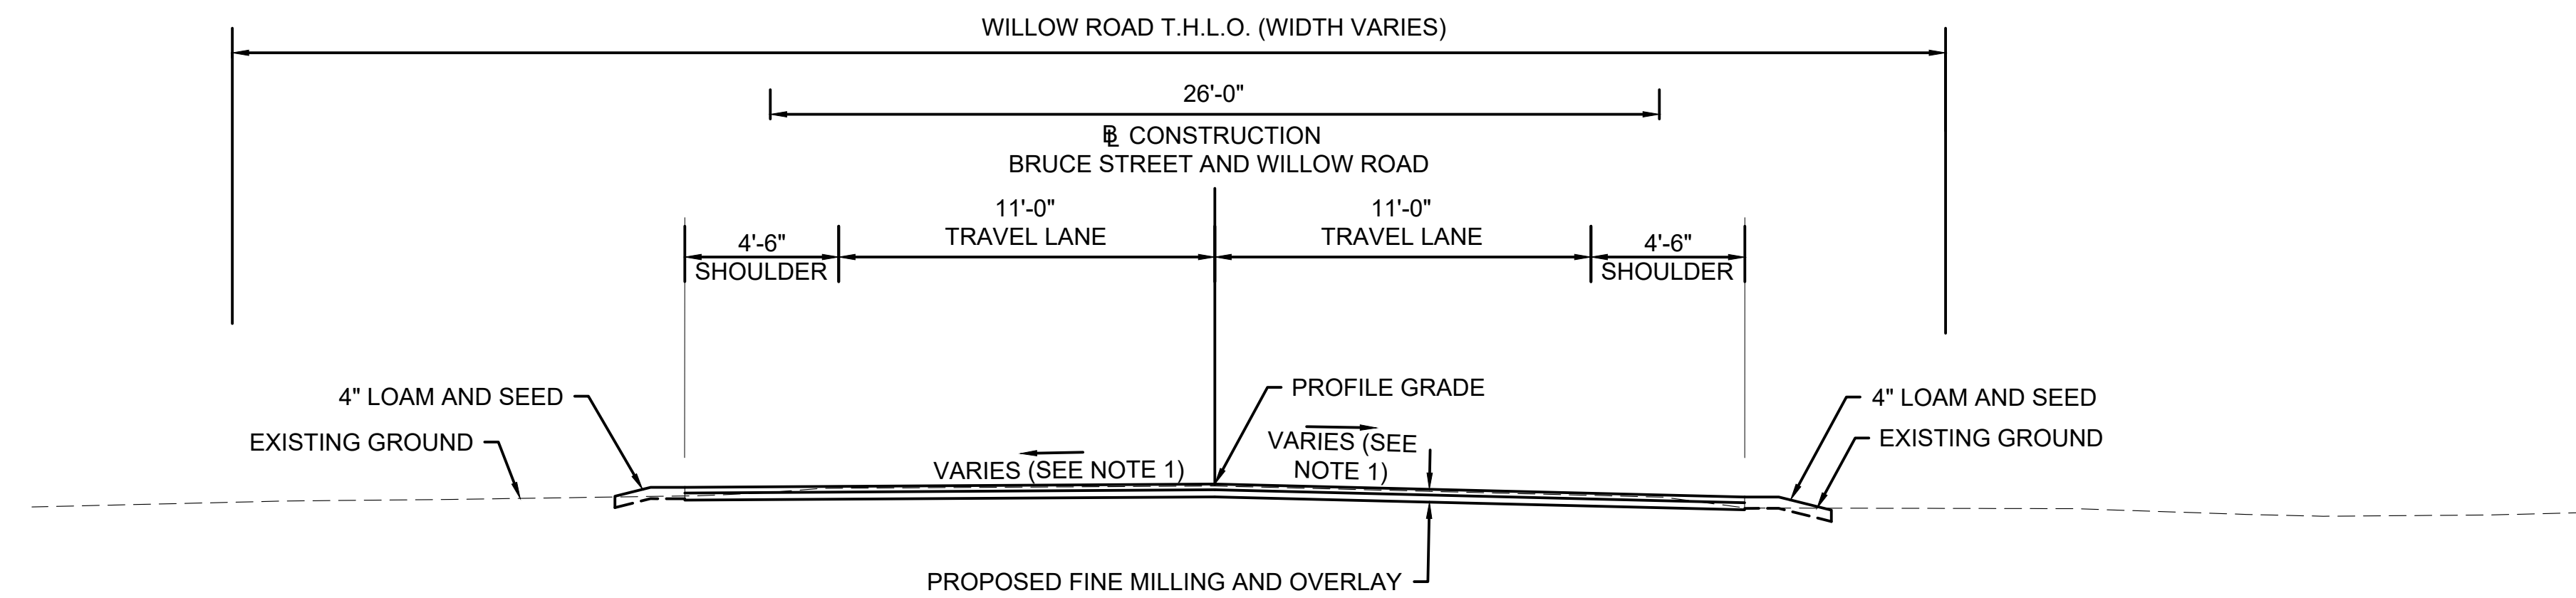 WILLOW ROAD T.H.L.O. (WIDTH VARIES)
26'-0"
BL CONSTRUCTION
BRUCE STREET AND WILLOW ROAD
4'-6"
SHOULDER
11'-0"
TRAVEL LANE
11'-0"
TRAVEL LANE
4'-6"
SHOULDER
4" LOAM AND SEED
EXISTING GROUND
PROFILE GRADE
VARIES (SEE NOTE 1)
VARIES (SEE
NOTE 1)
4" LOAM AND SEED
EXISTING GROUND
PROPOSED FINE MILLING AND OVERLAY